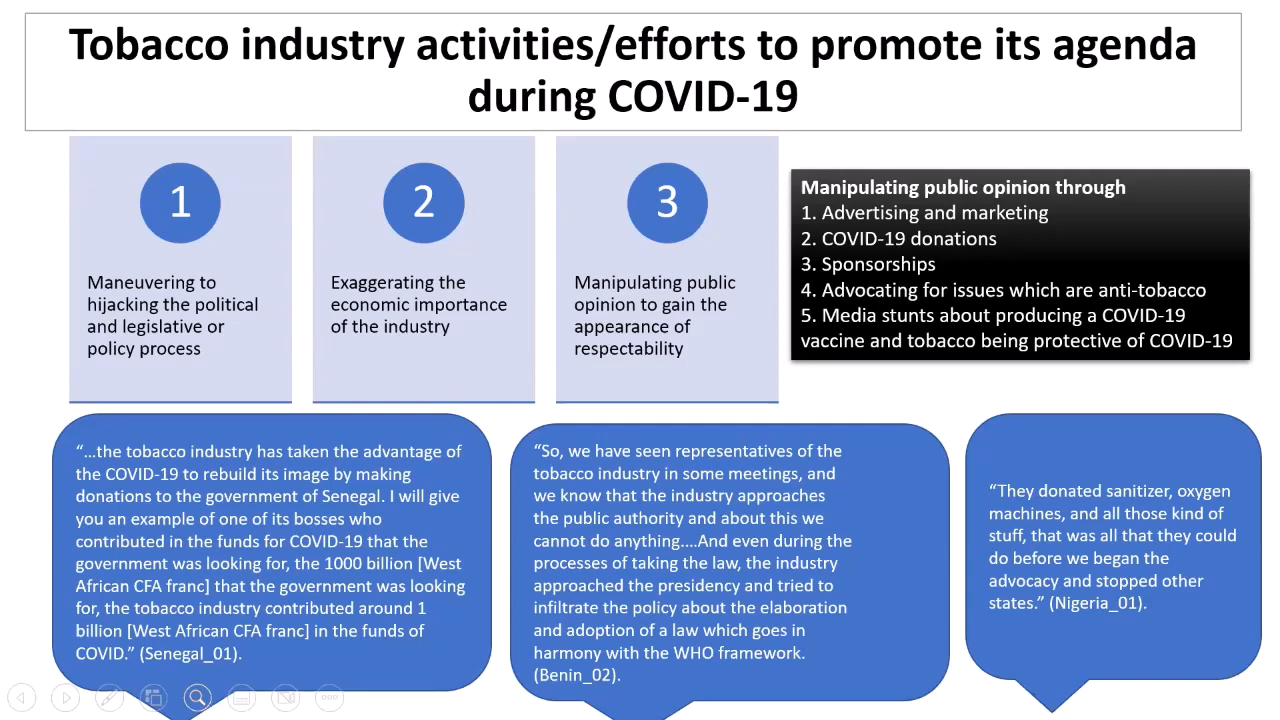 Tobacco industry activities/efforts to promote its agenda
during COVID-19
1
Maneuvering to
hijacking the political
and legislative or
policy process
2
Exaggerating the
economic importance
of the industry
3
Manipulating public
opinion to gain the
appearance of
respectability
Manipulating public opinion through
1. Advertising and marketing
2. COVID-19 donations
3. Sponsorships
4. Advocating for issues which are anti-tobacco
5. Media stunts about producing a COVID-19
vaccine and tobacco being protective of COVID-19
“…the tobacco industry has taken the advantage of
the COVID-19 to rebuild its image by making
donations to the government of Senegal. I will give
you an example of one of its bosses who
contributed in the funds for COVID-19 that the
government was looking for, the 1000 billion [West
African CFA franc] that the government was looking
for, the tobacco industry contributed around 1
billion [West African CFA franc] in the funds of
COVID.” (Senegal_01).
“So, we have seen representatives of the
tobacco industry in some meetings, and
we know that the industry approaches
the public authority and about this we
cannot do anything....And even during the
processes of taking the law, the industry
approached the presidency and tried to
infiltrate the policy about the elaboration
and adoption of a law which goes in
harmony with the WHO framework.
(Benin_02).
“They donated sanitizer, oxygen
machines, and all those kind of
stuff, that was all that they could
do before we began the
advocacy and stopped other
states.” (Nigeria_01).